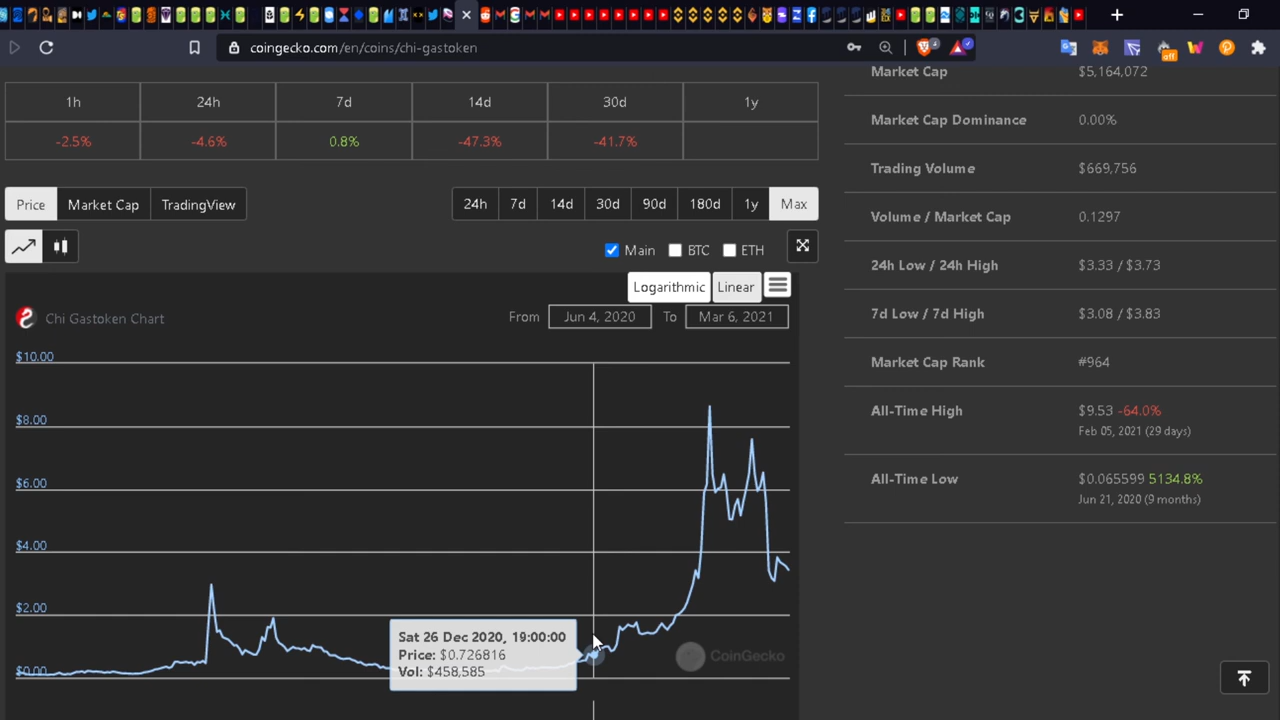 coingecko.com/en/coins/chi-gastoken
off
1h 24h 7d 14d 30d 1y
-2.5% -4.6% 0.8% -47.3% -41.7%
Price Market Cap TradingView
24h 7d 14d 30d 90d 180d 1y Max
Main BTC ETH
Logarithmic Linear
Chi Gastoken Chart
From Jun 4, 2020 To Mar 6, 2021
$10.00
$8.00
$6.00
$4.00
$2.00
$0.00
Sat 26 Dec 2020, 19:00:00
Price: $0.726816
Vol: $458,585
CoinGecko
Market Cap $5,164,072
Market Cap Dominance 0.00%
Trading Volume $669,756
Volume / Market Cap 0.1297
24h Low / 24h High $3.33 / $3.73
7d Low / 7d High $3.08 / $3.83
Market Cap Rank #964
All-Time High $9.53 -64.0%
Feb 05, 2021 (29 days)
All-Time Low $0.065599 5134.8%
Jun 21, 2020 (9 months)